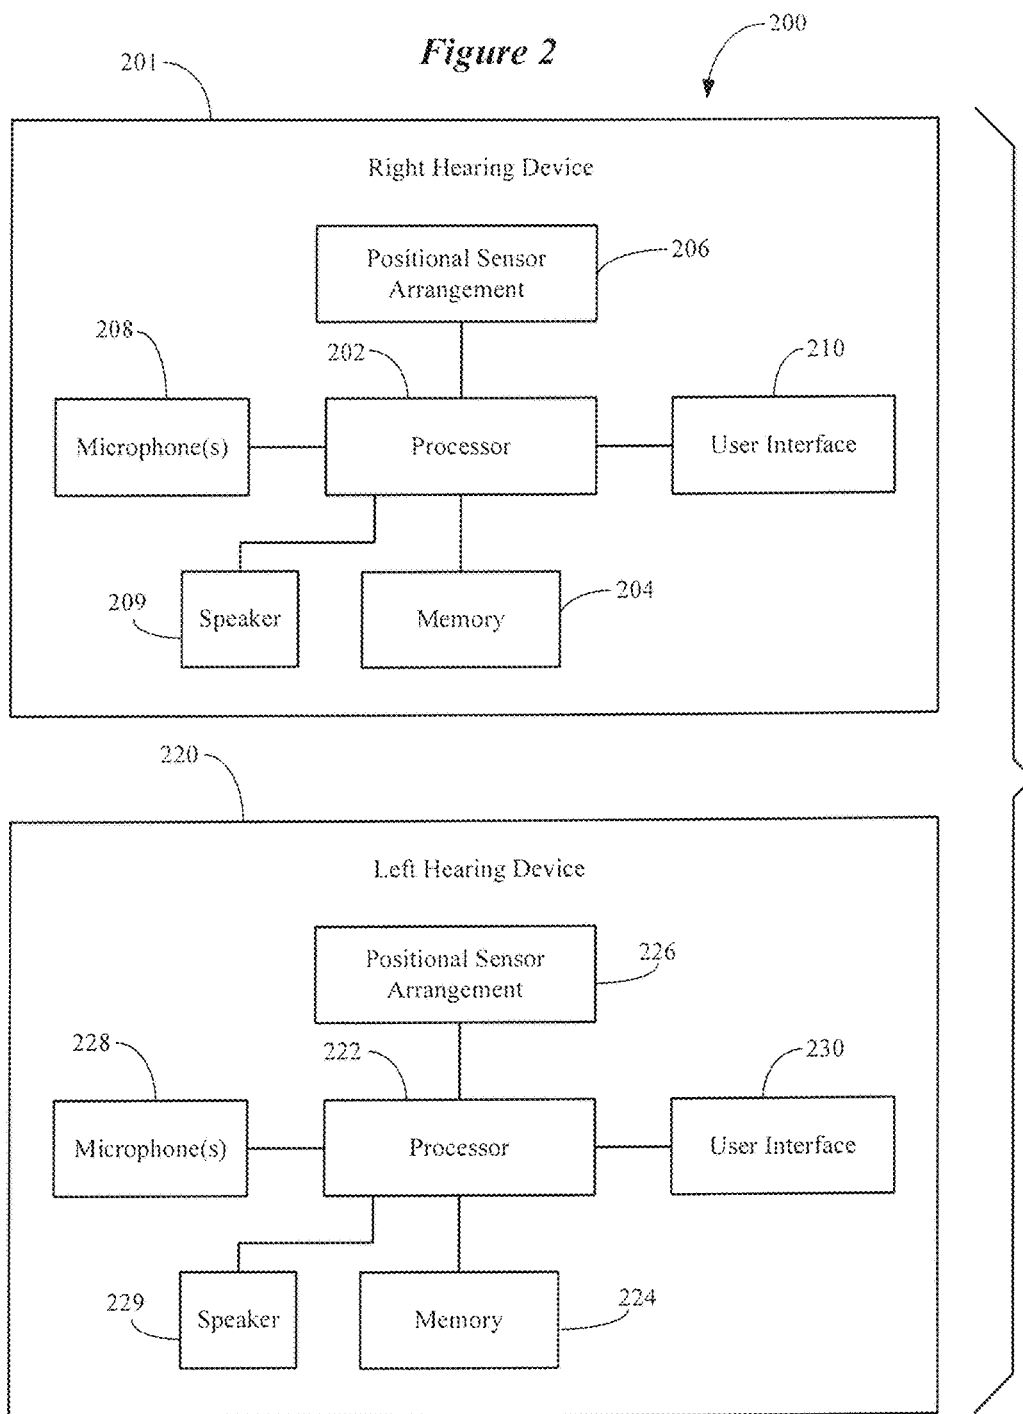 Figure 2
200
201
Right Hearing Device
Positional Sensor
Arrangement
206
208
202
210
Microphone(s)
Processor
User Interface
209
Speaker
Memory
204
220
Left Hearing Device
Positional Sensor
Arrangement
226
228
222
230
Microphone(s)
Processor
User Interface
229
Speaker
Memory
224